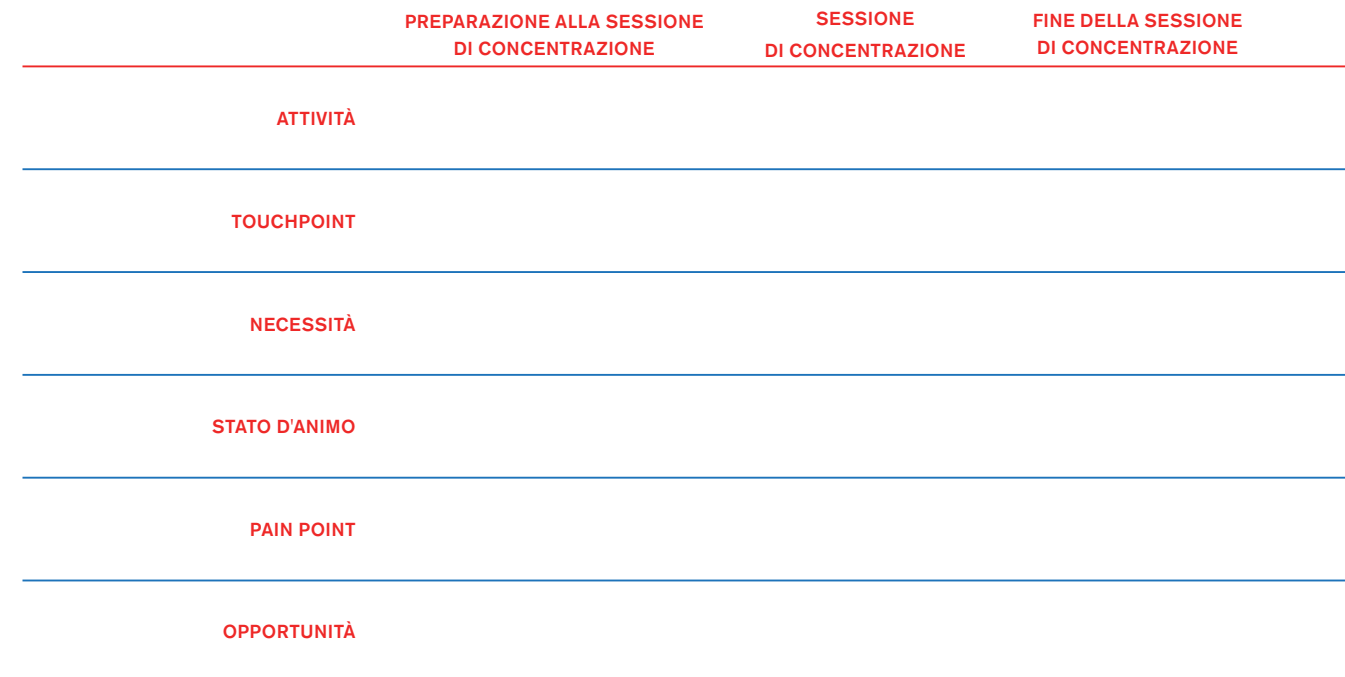 PREPARAZIONE ALLA SESSIONE
DI CONCENTRAZIONE
SESSIONE
DI CONCENTRAZIONE
FINE DELLA SESSIONE
DI CONCENTRAZIONE
ATTIVITÀ
TOUCHPOINT
NECESSITÀ
STATO D'ANIMO
PAIN POINT
OPPORTUNITÀ